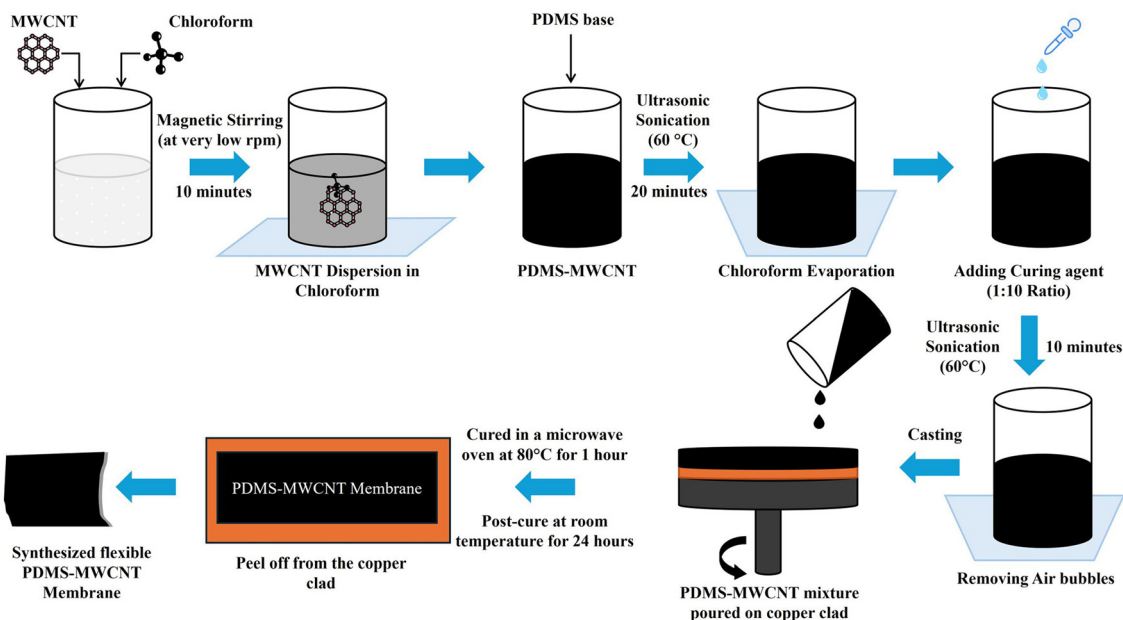 MWCNT
Chloroform
Magnetic Stirring
(at very low rpm)
10 minutes
MWCNT Dispersion in
Chloroform
PDMS base
PDMS-MWCNT
Ultrasonic
Sonication
(60 °C)
20 minutes
Chloroform Evaporation
Adding Curing agent
(1:10 Ratio)
Ultrasonic
Sonication
(60°C)
10 minutes
Removing Air bubbles
Casting
PDMS-MWCNT mixture
poured on copper clad
Cured in a microwave
oven at 80°C for 1 hour
Post-cure at room
temperature for 24 hours
PDMS-MWCNT Membrane
Peel off from the copper
clad
Synthesized flexible
PDMS-MWCNT
Membrane